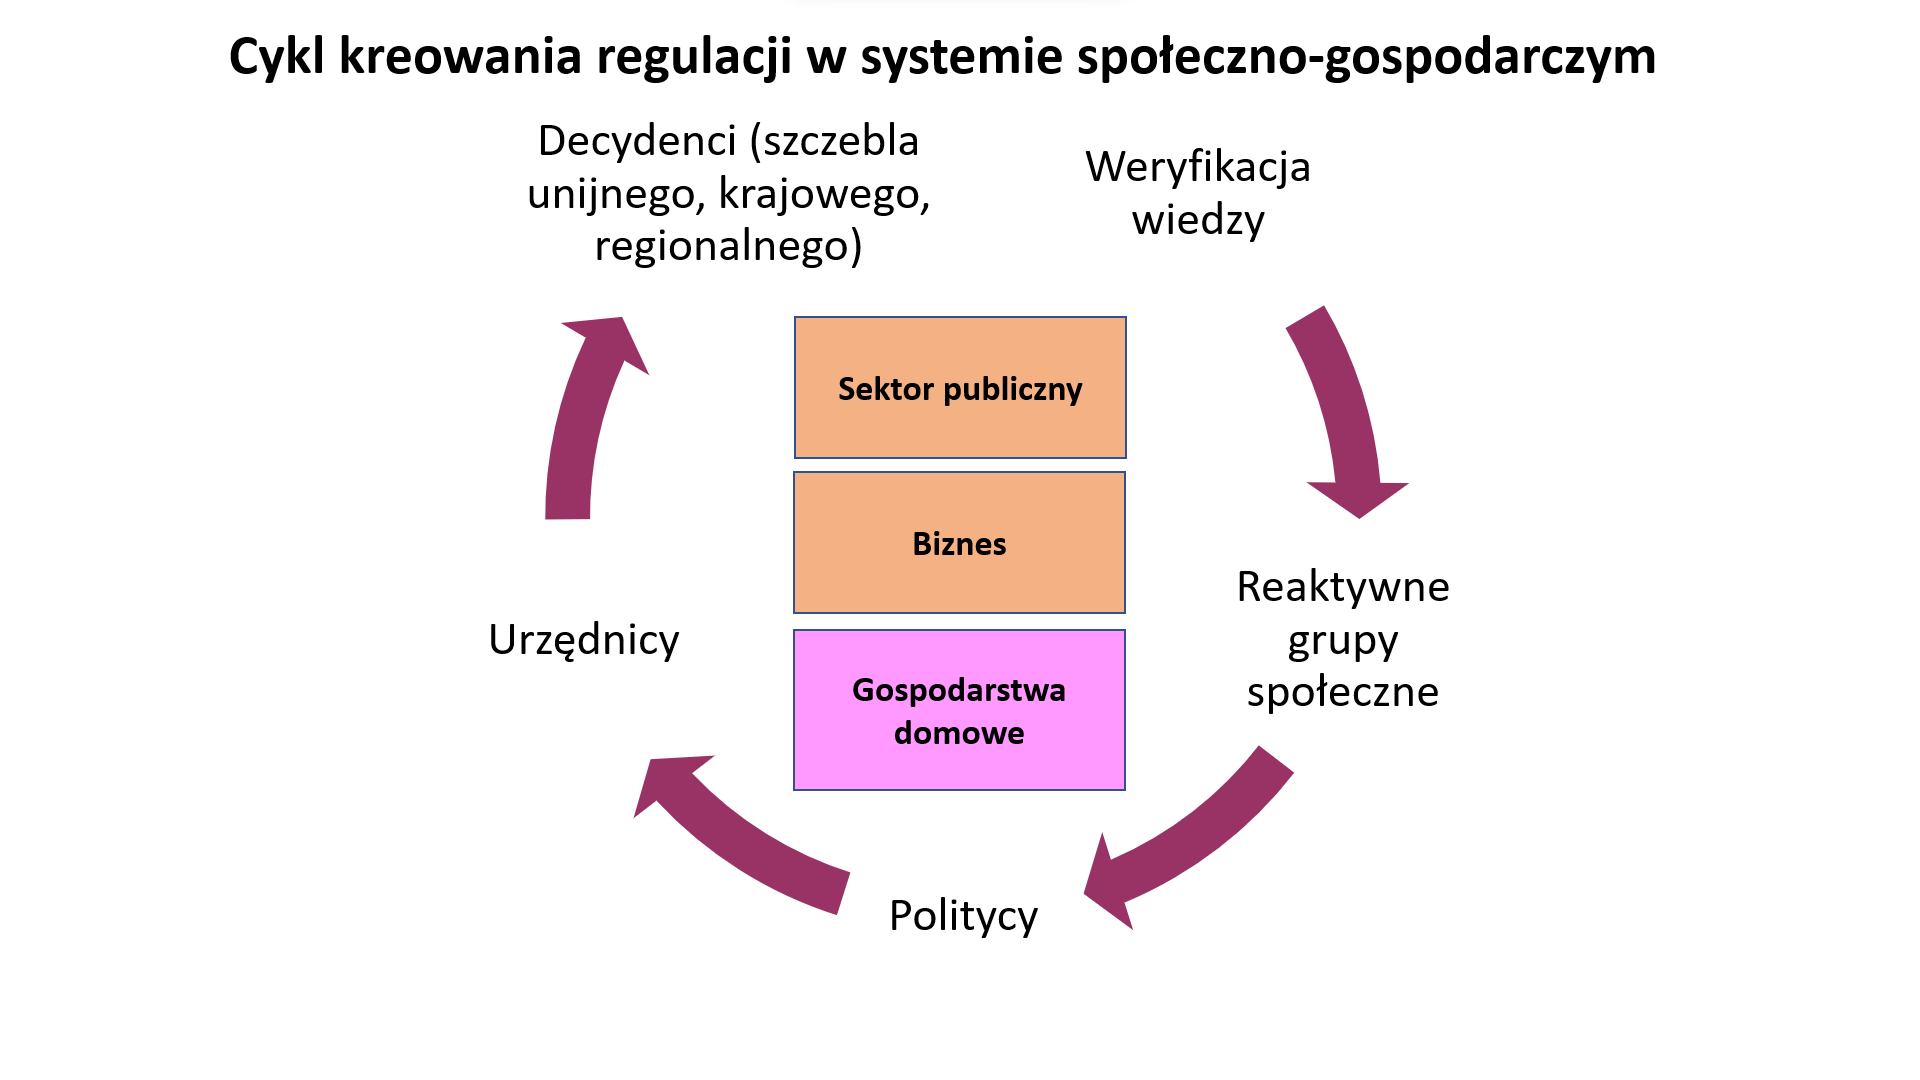 Cykl kreowania regulacji w systemie społeczno-gospodarczym
Decydenci (szczebla
unijnego, krajowego,
regionalnego)
Weryfikacja
wiedzy
Sektor publiczny
Biznes
Gospodarstwa
domowe
Reaktywne
grupy
społeczne
Urzędnicy
Politycy